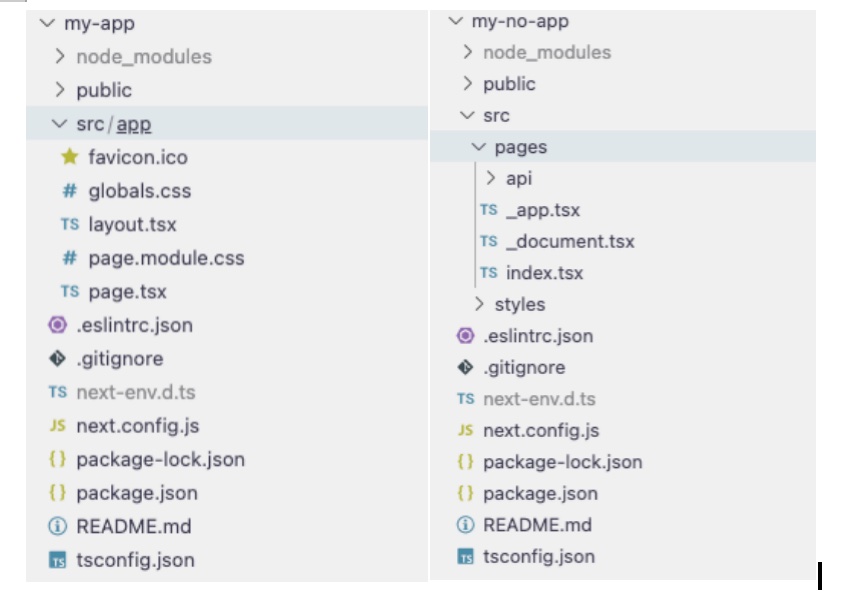 my-app
node_modules
public
src/app
favicon.ico
# globals.css
TS layout.tsx
# page.module.css
TS page.tsx
.eslintrc.json
.gitignore
TS next-env.d.ts
JS next.config.js
{} package-lock.json
{} package.json
README.md
TS tsconfig.json
my-no-app
node_modules
public
src
pages
api
TS _app.tsx
TS _document.tsx
TS index.tsx
styles
.eslintrc.json
.gitignore
TS next-env.d.ts
JS next.config.js
{} package-lock.json
{} package.json
README.md
TS tsconfig.json